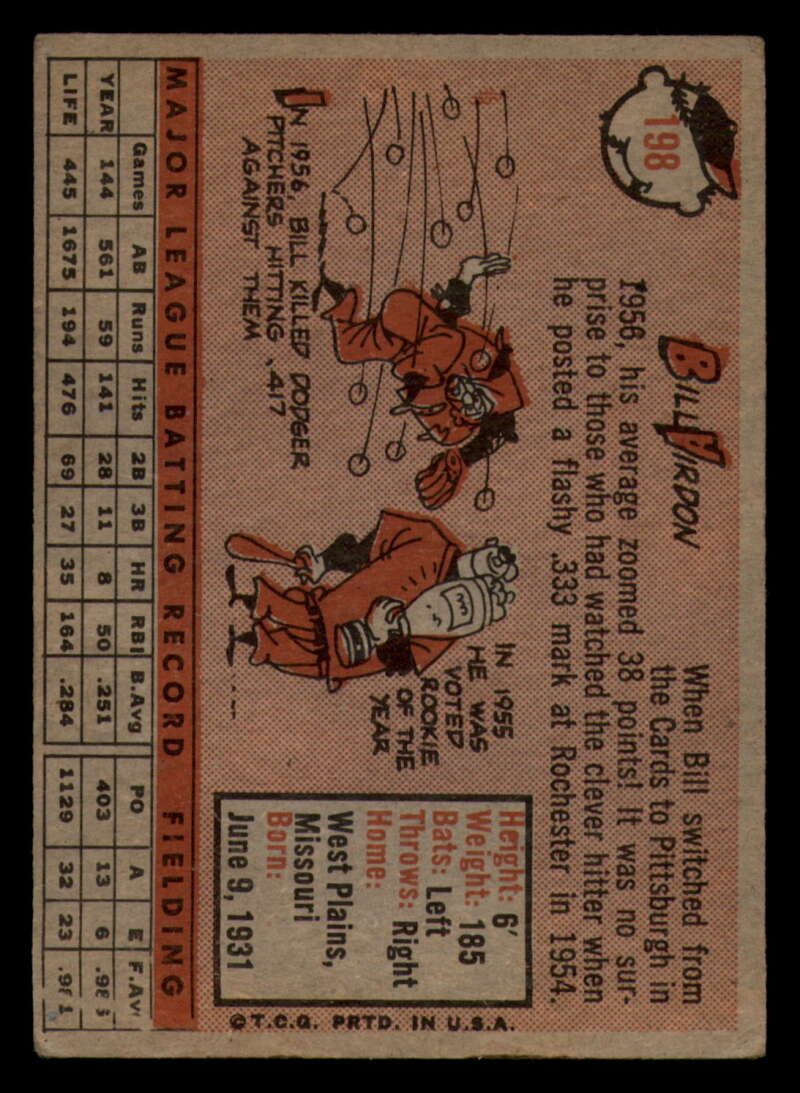 198
BILL VIRDON
When Bill switched from
the Cards to Pittsburgh in
1956, his average zoomed 38 points! It was no sur-
prise to those who had watched the clever hitter when
he posted a flashy .333 mark at Rochester in 1954.
IN 1956, BILL KILLED DODGER
PITCHERS HITTING .417
AGAINST THEM
IN 1955
HE WAS
VOTED
ROOKIE
OF THE
YEAR
Height: 6'
Weight: 185
Bats: Left
Throws: Right
Home:
West Plains,
Missouri
Born:
June 9, 1931
©T.C.G. PRTD. IN U.S.A.
MAJOR LEAGUE BATTING RECORD FIELDING
Games AB Runs Hits 2B 3B HR RBI B.Avg PO A E F.Av
YEAR 144 561 59 141 28 11 8 50 .251 403 13 6
LIFE 445 1675 194 476 69 27 35 164 .284 1129 32 23 .981